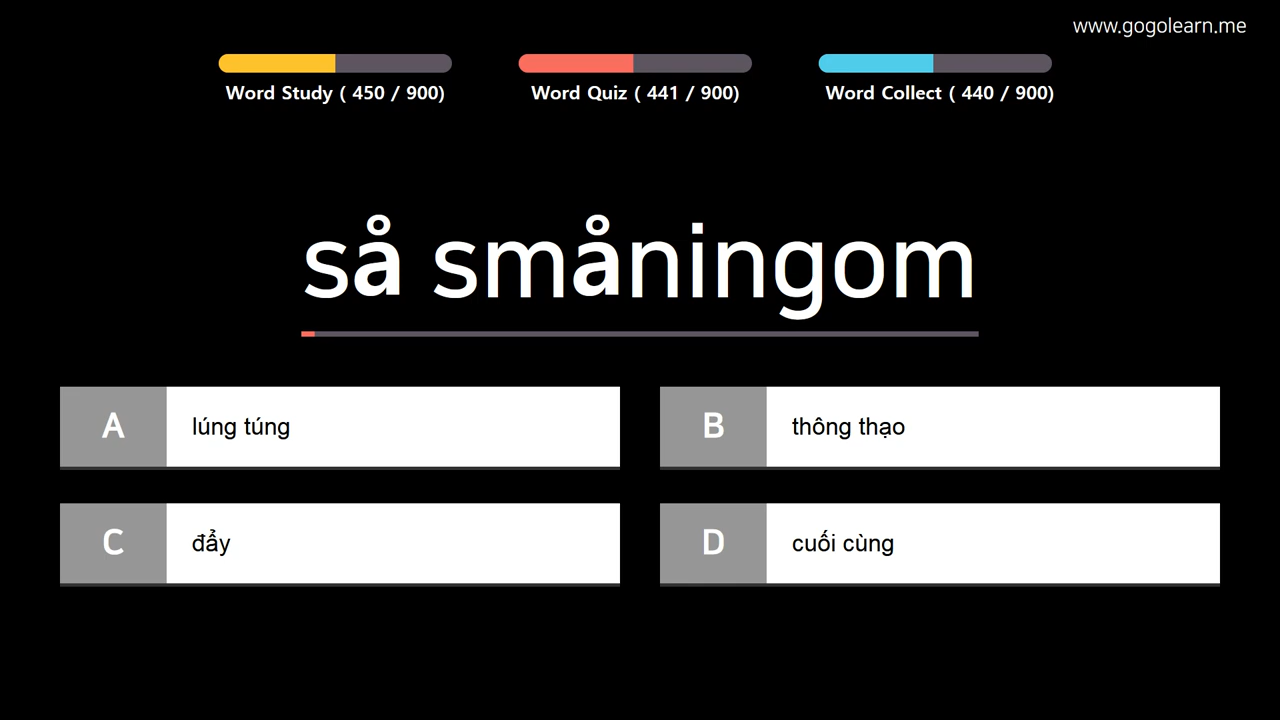 www.gogolearn.me
Word Study ( 450 / 900)
Word Quiz ( 441 / 900)
Word Collect ( 440 / 900)
så småningom
A
lúng túng
B
thông thạo
C
đẩy
D
cuối cùng